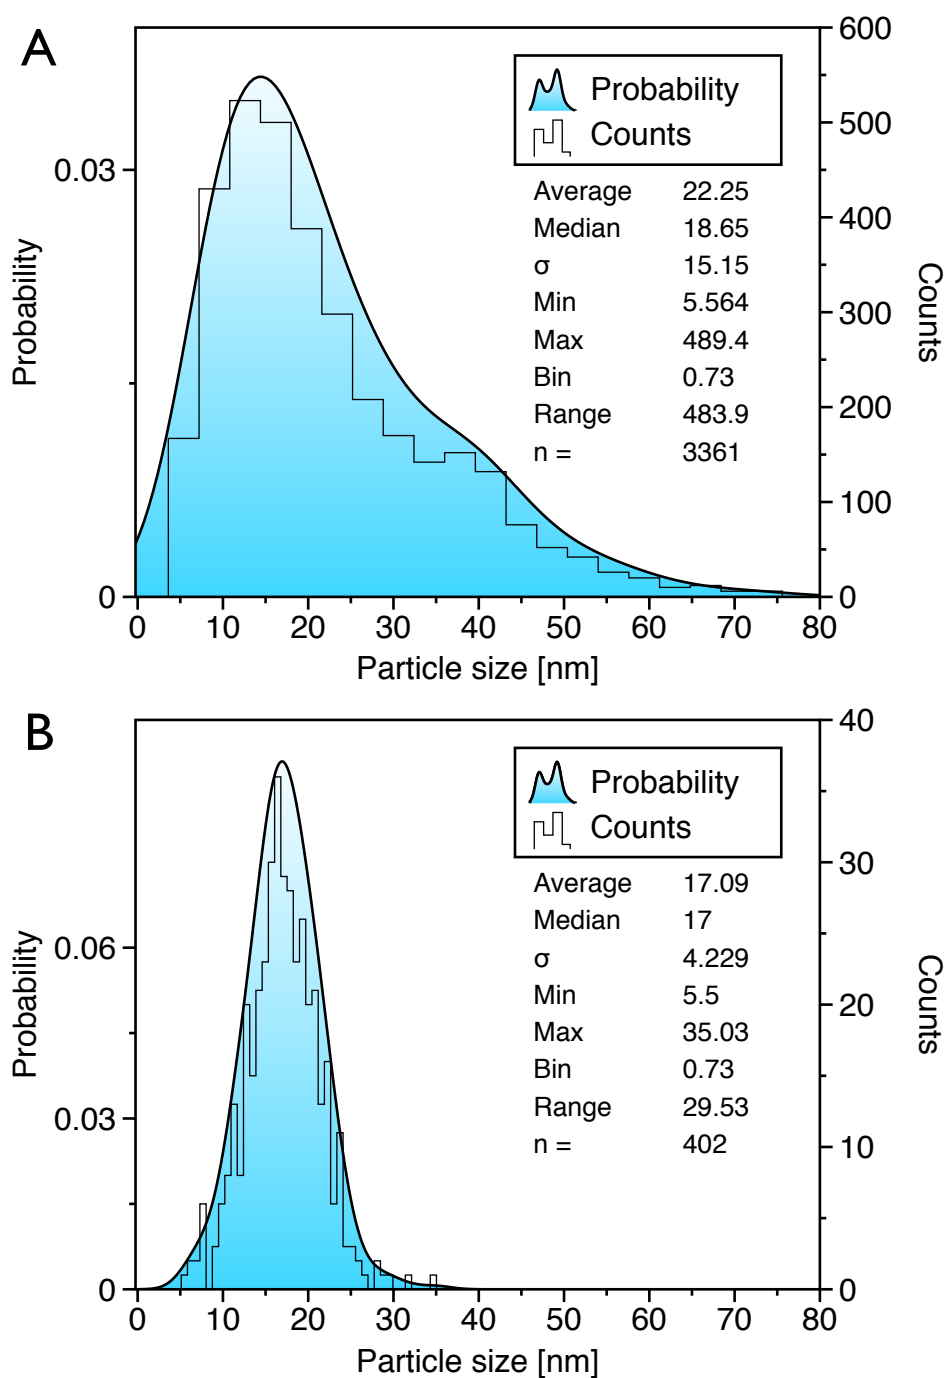 A
Probability
Counts
Average 22.25
Median 18.65
σ 15.15
Min 5.564
Max 489.4
Bin 0.73
Range 483.9
n = 3361
Probability
0.03
0
Counts
600
500
400
300
200
100
0
0 10 20 30 40 50 60 70 80
Particle size [nm]
B
Probability
Counts
Average 17.09
Median 17
σ 4.229
Min 5.5
Max 35.03
Bin 0.73
Range 29.53
n = 402
Probability
0.06
0.03
0
Counts
40
30
20
10
0
0 10 20 30 40 50 60 70 80
Particle size [nm]